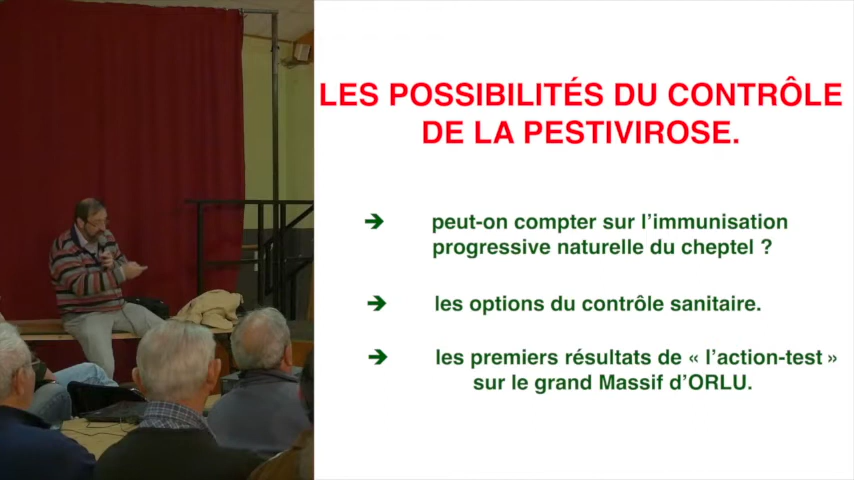 LES POSSIBILITÉS DU CONTRÔLE
DE LA PESTIVIROSE.
➔ peut-on compter sur l’immunisation
progressive naturelle du cheptel ?
➔ les options du contrôle sanitaire.
➔ les premiers résultats de « l’action-test »
sur le grand Massif d’ORLU.